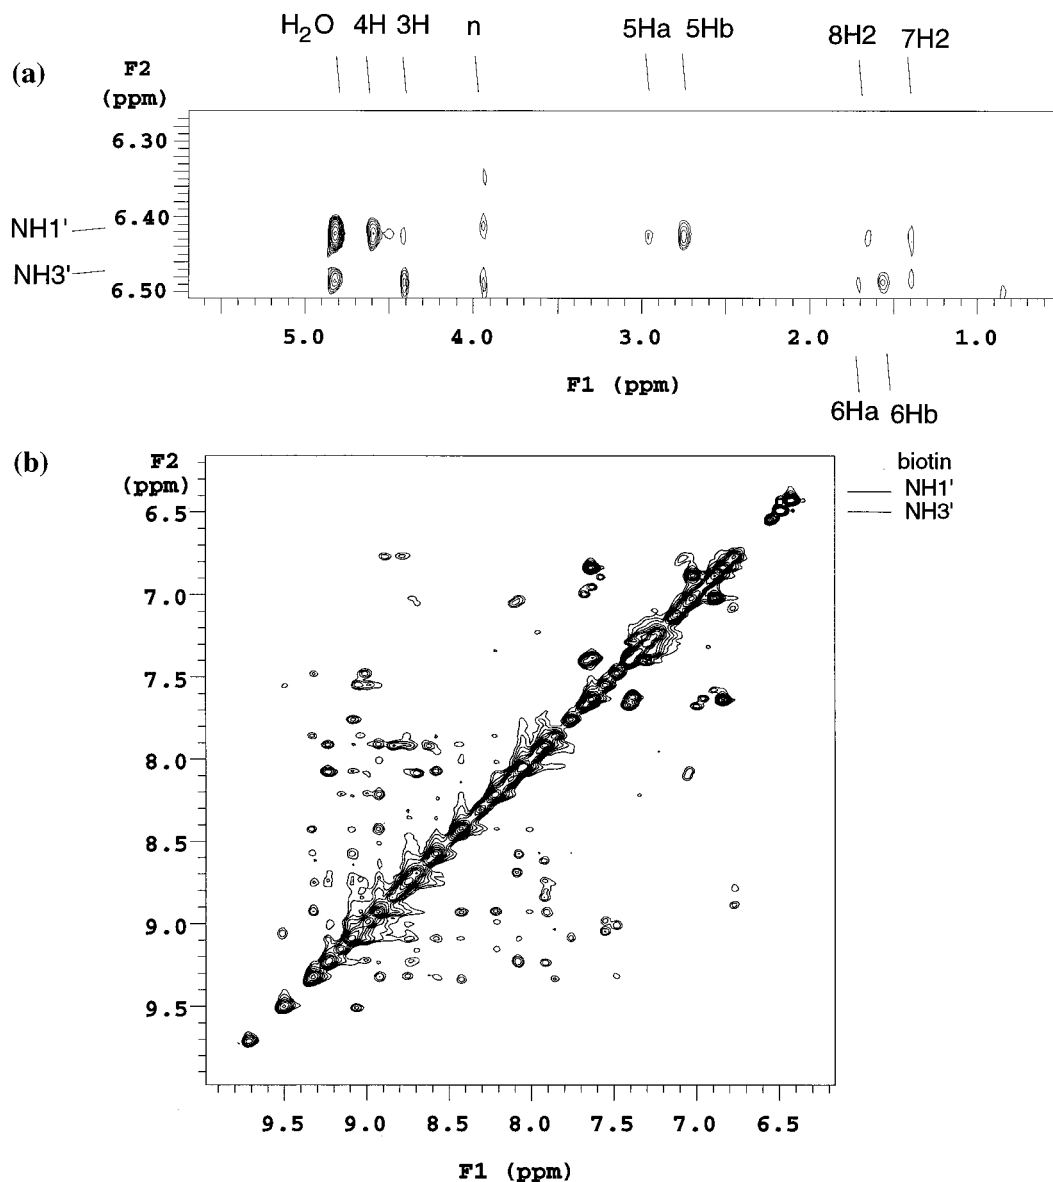 H₂O 4H 3H n 5Ha 5Hb 8H2 7H2
(a)
F2
(ppm)
6.30
6.40
6.50
NH1'
NH3'
5.0 4.0 3.0 2.0 1.0
F1 (ppm)
6Ha 6Hb
(b)
F2
(ppm)
biotin
NH1'
NH3'
6.5
7.0
7.5
8.0
8.5
9.0
9.5
9.5 9.0 8.5 8.0 7.5 7.0 6.5
F1 (ppm)